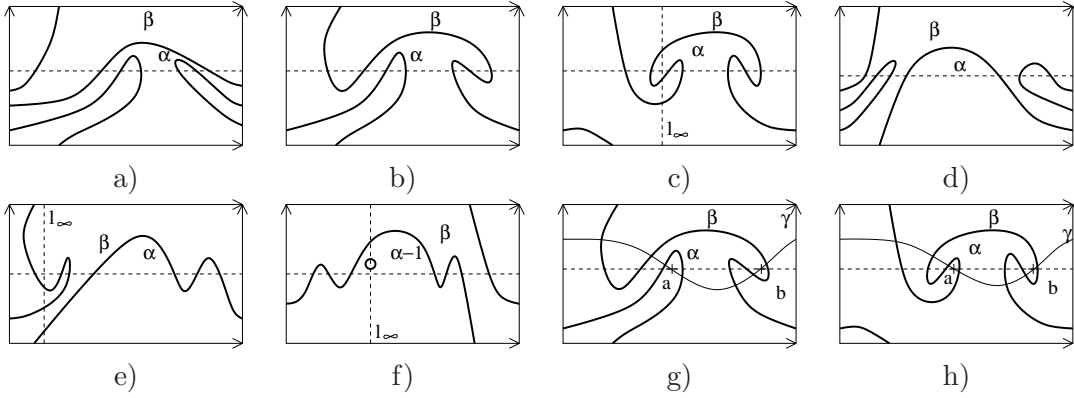 β α
β α
β α l∞
β α
a) b) c) d)
l∞ β α
α−1 β l∞
β α γ a b
β α γ a b
e) f) g) h)